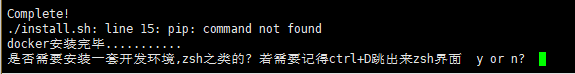 Complete!
./install.sh: line 15: pip: command not found
docker安装完毕...........
是否需要安装一套开发环境,zsh之类的? 若需要记得ctrl+D跳出来zsh界面  y or n?